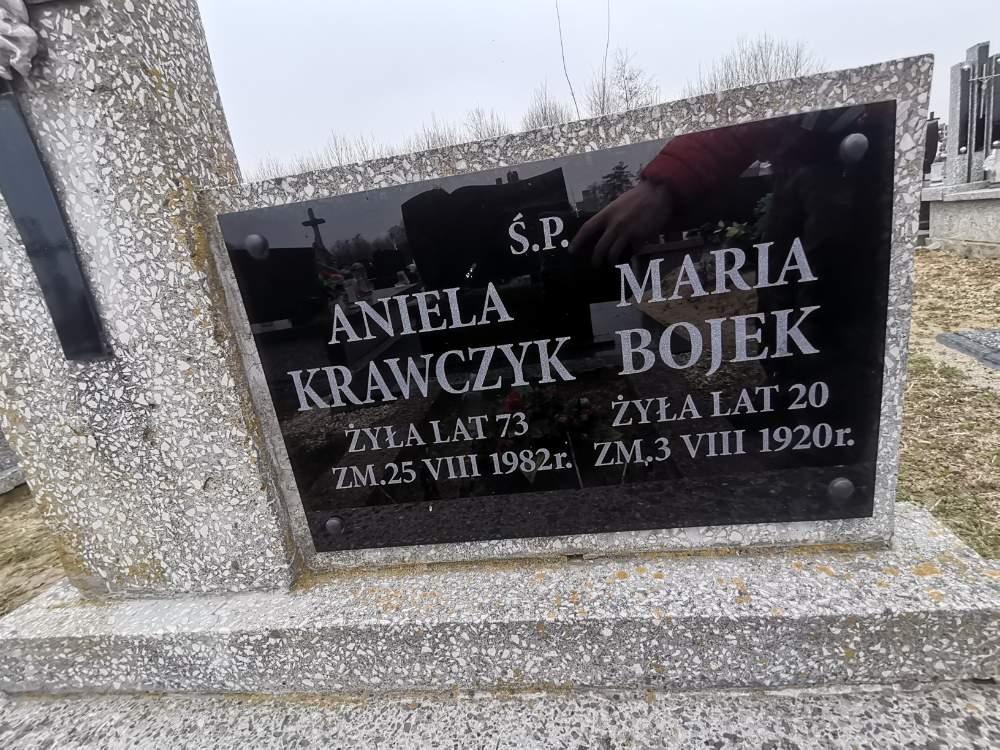 Ś.P.
ANIELA
KRAWCZYK
ŻYŁA LAT 73
ZM.25 VIII 1982r.
MARIA
BOJEK
ŻYŁA LAT 20
ZM.3 VIII 1920r.